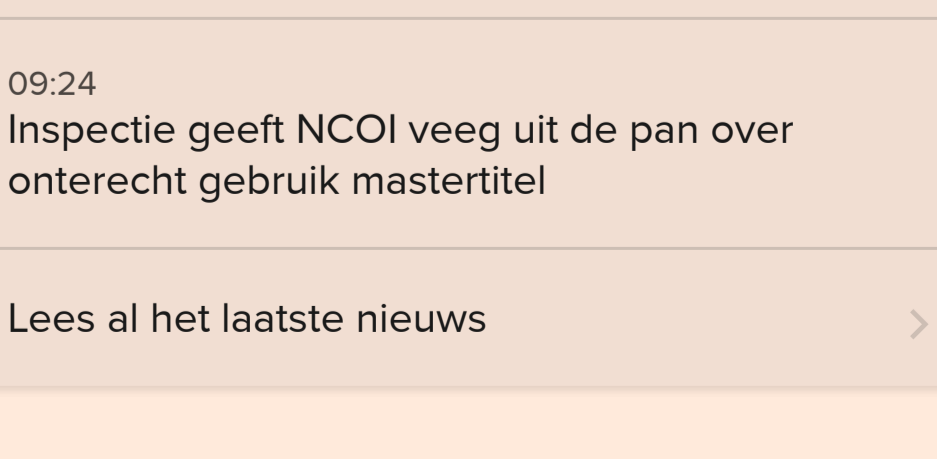 09:24
Inspectie geeft NCOI veeg uit de pan over
onterecht gebruik mastertitel
Lees al het laatste nieuws